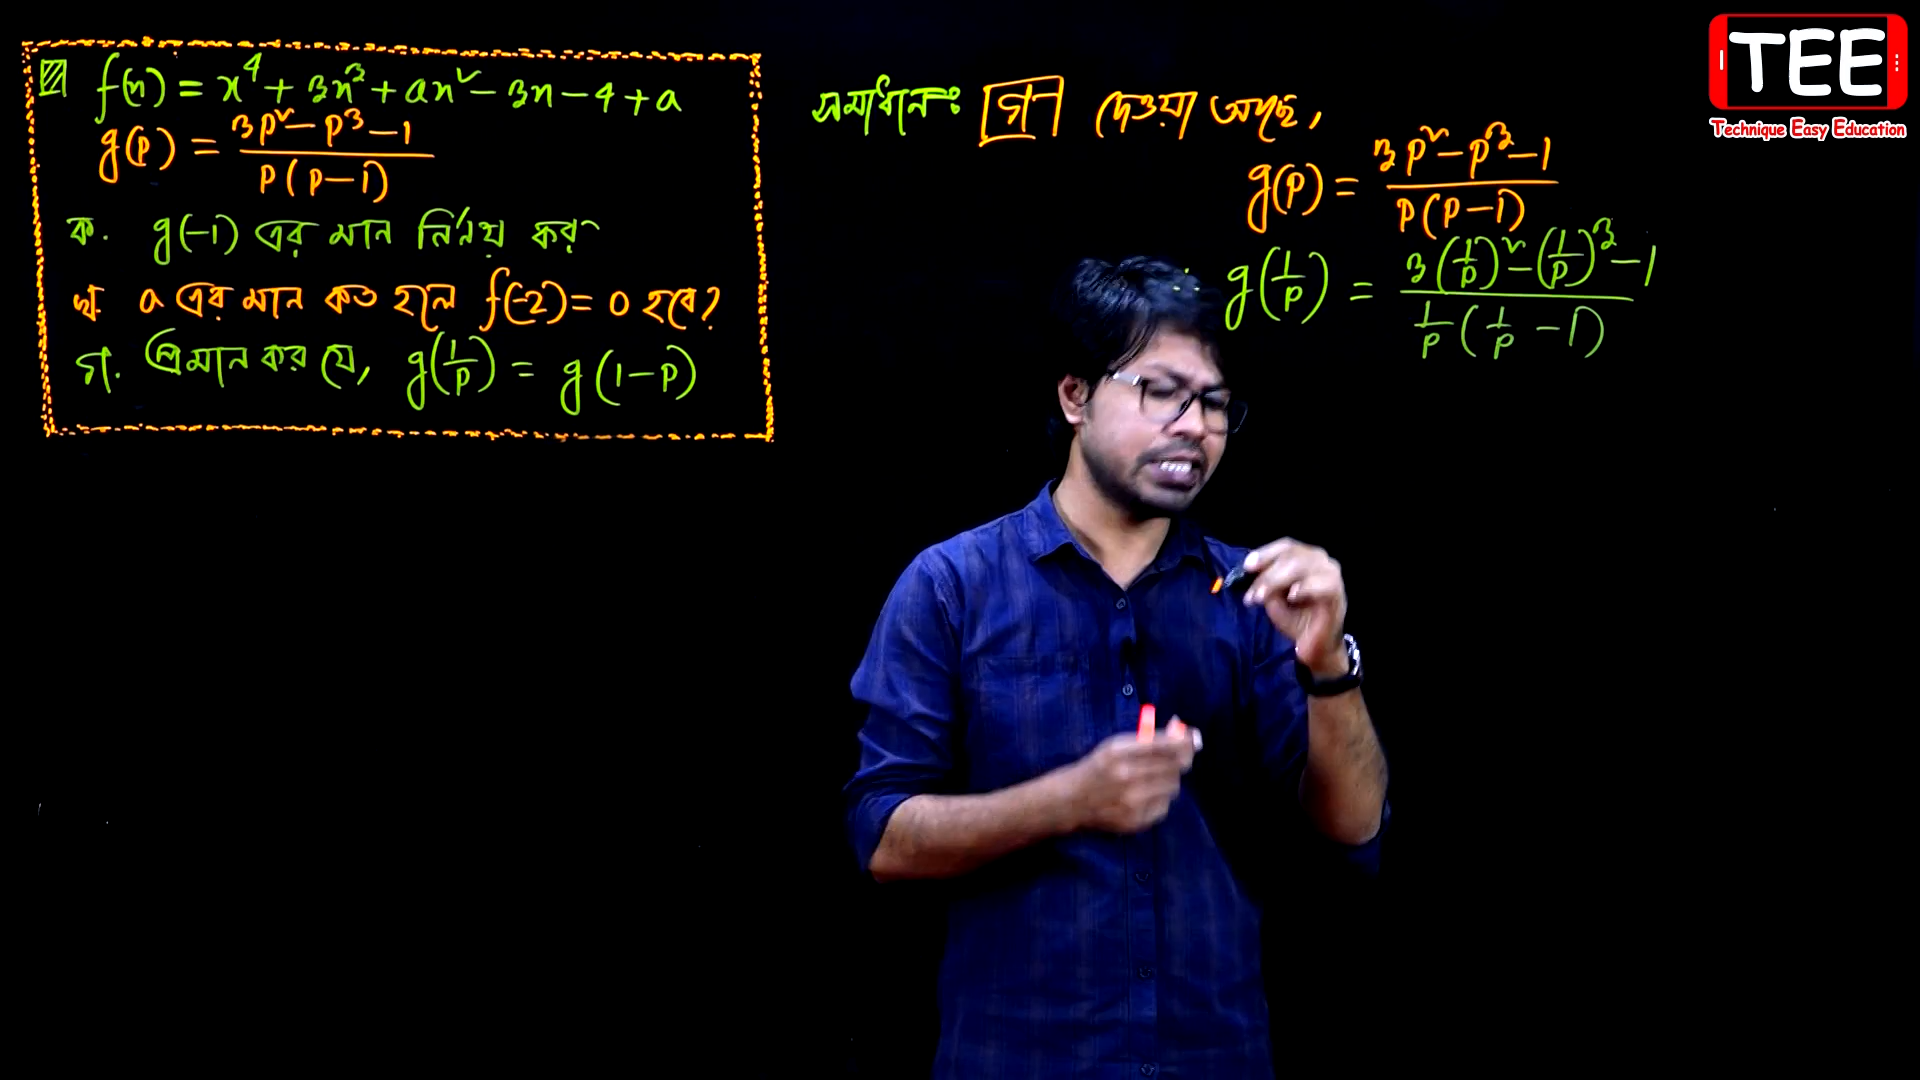 f(x) = x⁴ + 3x³ + ax² - 3x - 4 + a
g(p) = (3p² - p³ - 1) / (p(p-1))
ক. g(-1) এর মান নির্ণয় কর
খ. a এর মান কত হলে f(-2) = 0 হবে?
গ. প্রমান কর যে, g(1/p) = g(1-p)
সমাধানঃ গ দেওয়া আছে,
g(p) = (3p² - p³ - 1) / (p(p-1))
∴ g(1/p) = (3(1/p)² - (1/p)³ - 1) / (1/p(1/p - 1))
TEE
Technique Easy Education